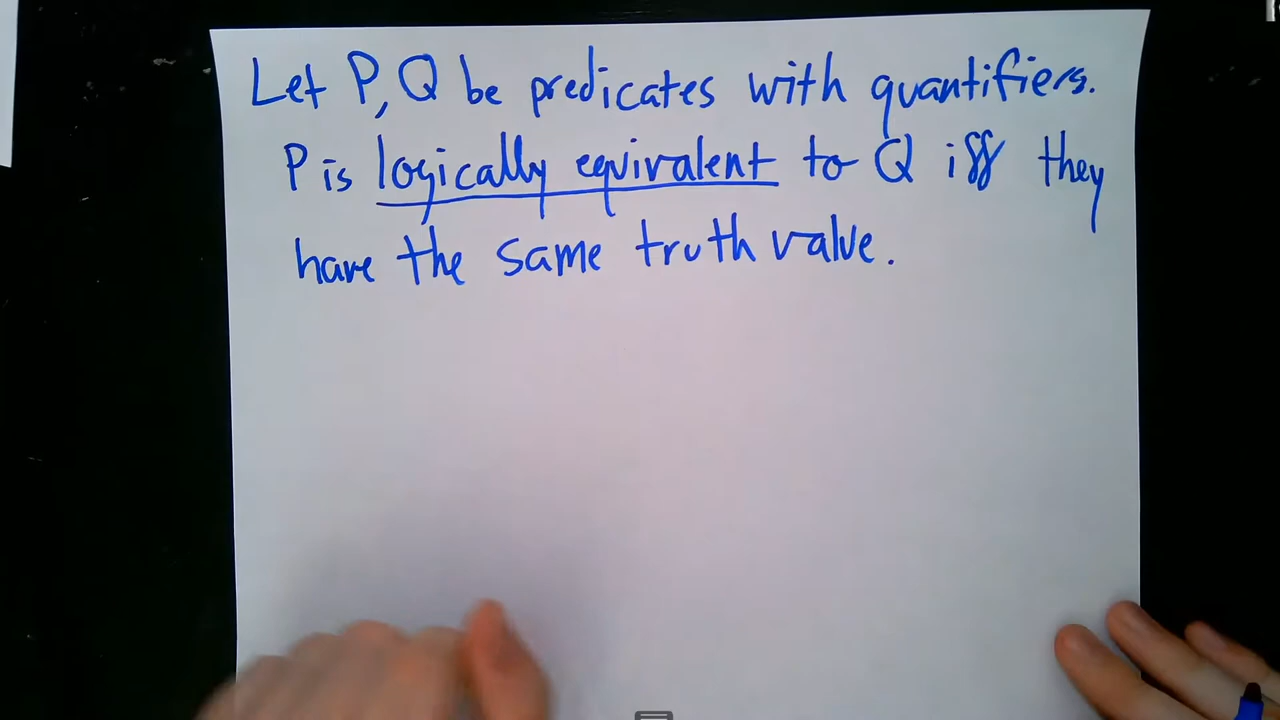 Let P, Q be predicates with quantifiers.
P is logically equivalent to Q iff they
have the same truth value.